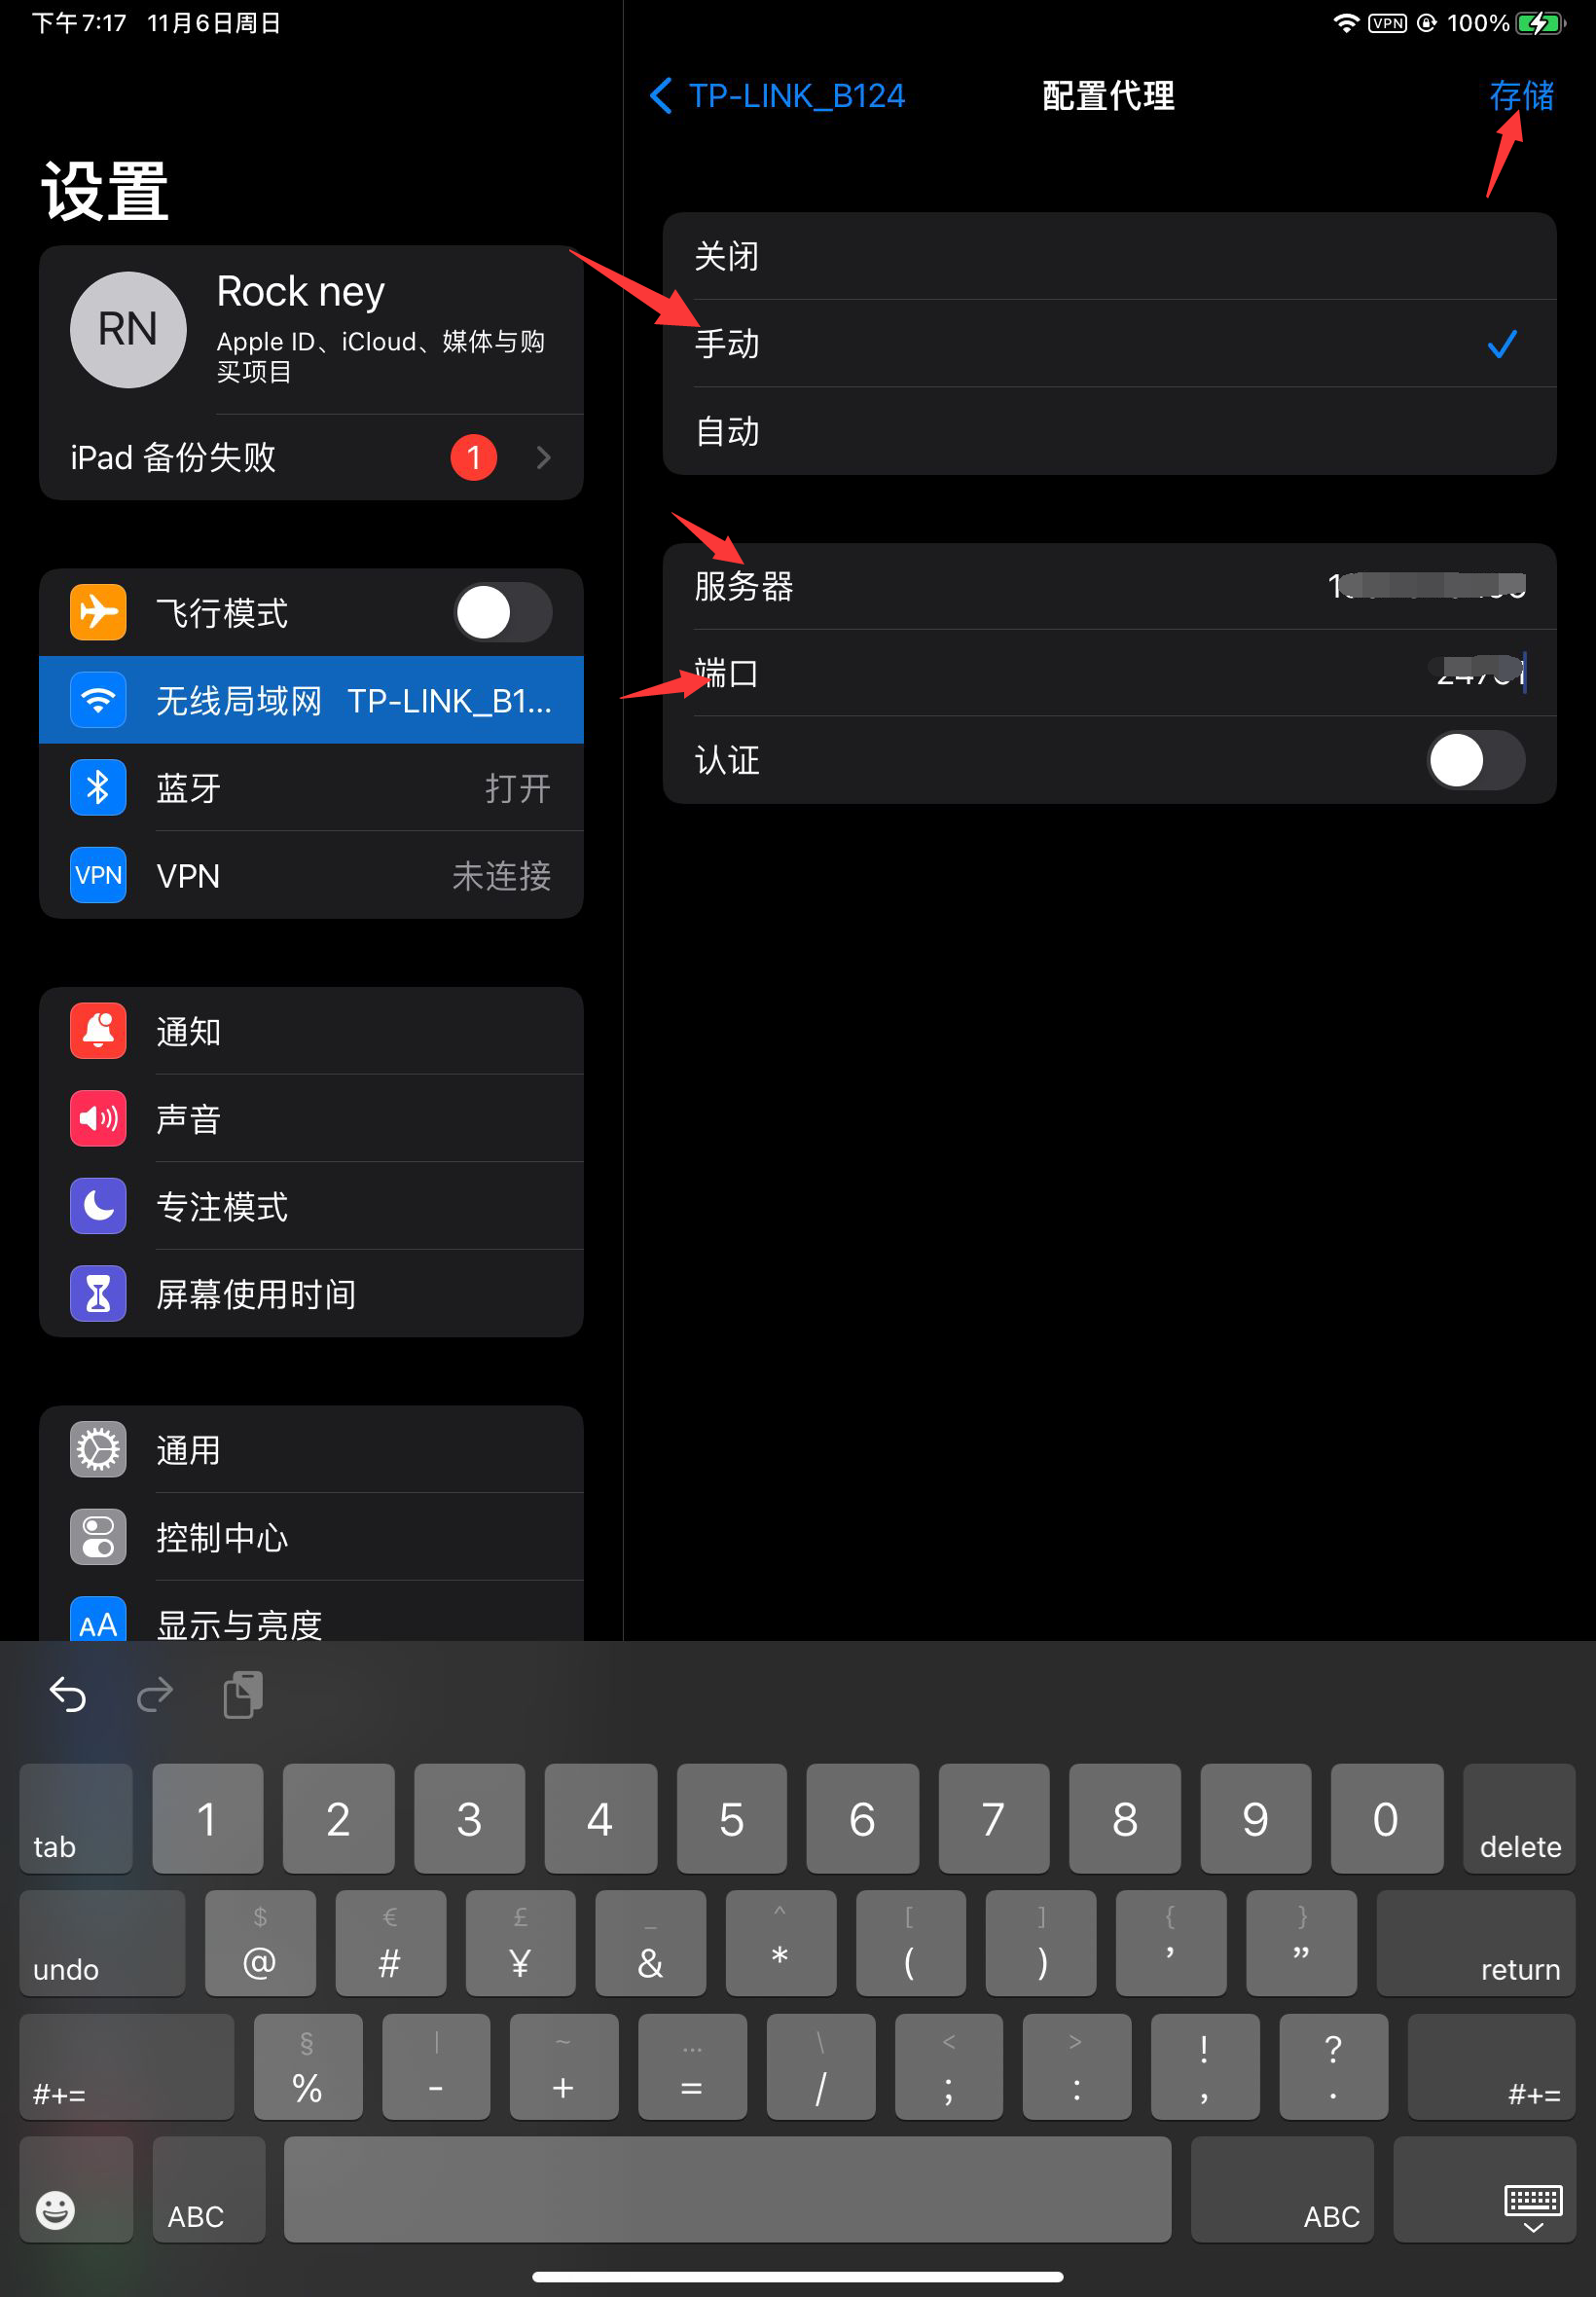 下午7:17 11月6日周日
VPN 100%
设置
RN
Rock ney
Apple ID、iCloud、媒体与购
买项目
iPad 备份失败 1
飞行模式
无线局域网 TP-LINK_B1...
蓝牙 打开
VPN VPN 未连接
通知
声音
专注模式
屏幕使用时间
通用
控制中心
AA 显示与亮度
TP-LINK_B124 配置代理 存储
关闭
手动
自动
服务器
端口
认证
tab 1 2 3 4 5 6 7 8 9 0 delete
$ € £ _ ^ [ ] { }
undo @ # ¥ & * ( ) ’ ” return
§ | ~ … \ < > ! ?
#+= % - + = / ; : , . #+=
ABC ABC